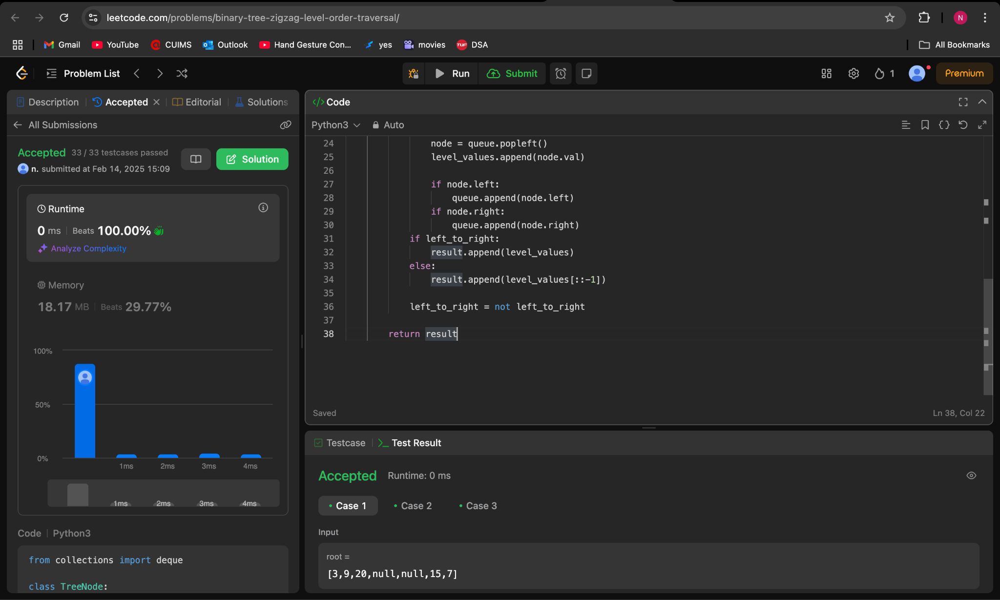 leetcode.com/problems/binary-tree-zigzag-level-order-traversal/
N
Gmail YouTube CUIMS Outlook Hand Gesture Con... yes movies TUF DSA All Bookmarks
Problem List Run Submit 1 Premium
Description Accepted Editorial Solutions
All Submissions
Accepted 33 / 33 testcases passed
n. submitted at Feb 14, 2025 15:09
Solution
Runtime
0 ms Beats 100.00%
Analyze Complexity
Memory
18.17 MB Beats 29.77%
100%
50%
0%
1ms 2ms 3ms 4ms
1ms 2ms 3ms 4ms
Code Python3
from collections import deque
class TreeNode:
</> Code
Python3 Auto
24 node = queue.popleft()
25 level_values.append(node.val)
26
27 if node.left:
28 queue.append(node.left)
29 if node.right:
30 queue.append(node.right)
31 if left_to_right:
32 result.append(level_values)
33 else:
34 result.append(level_values[::-1])
35
36 left_to_right = not left_to_right
37
38 return result
Saved Ln 38, Col 22
Testcase >_ Test Result
Accepted Runtime: 0 ms
• Case 1 • Case 2 • Case 3
Input
root =
[3,9,20,null,null,15,7]